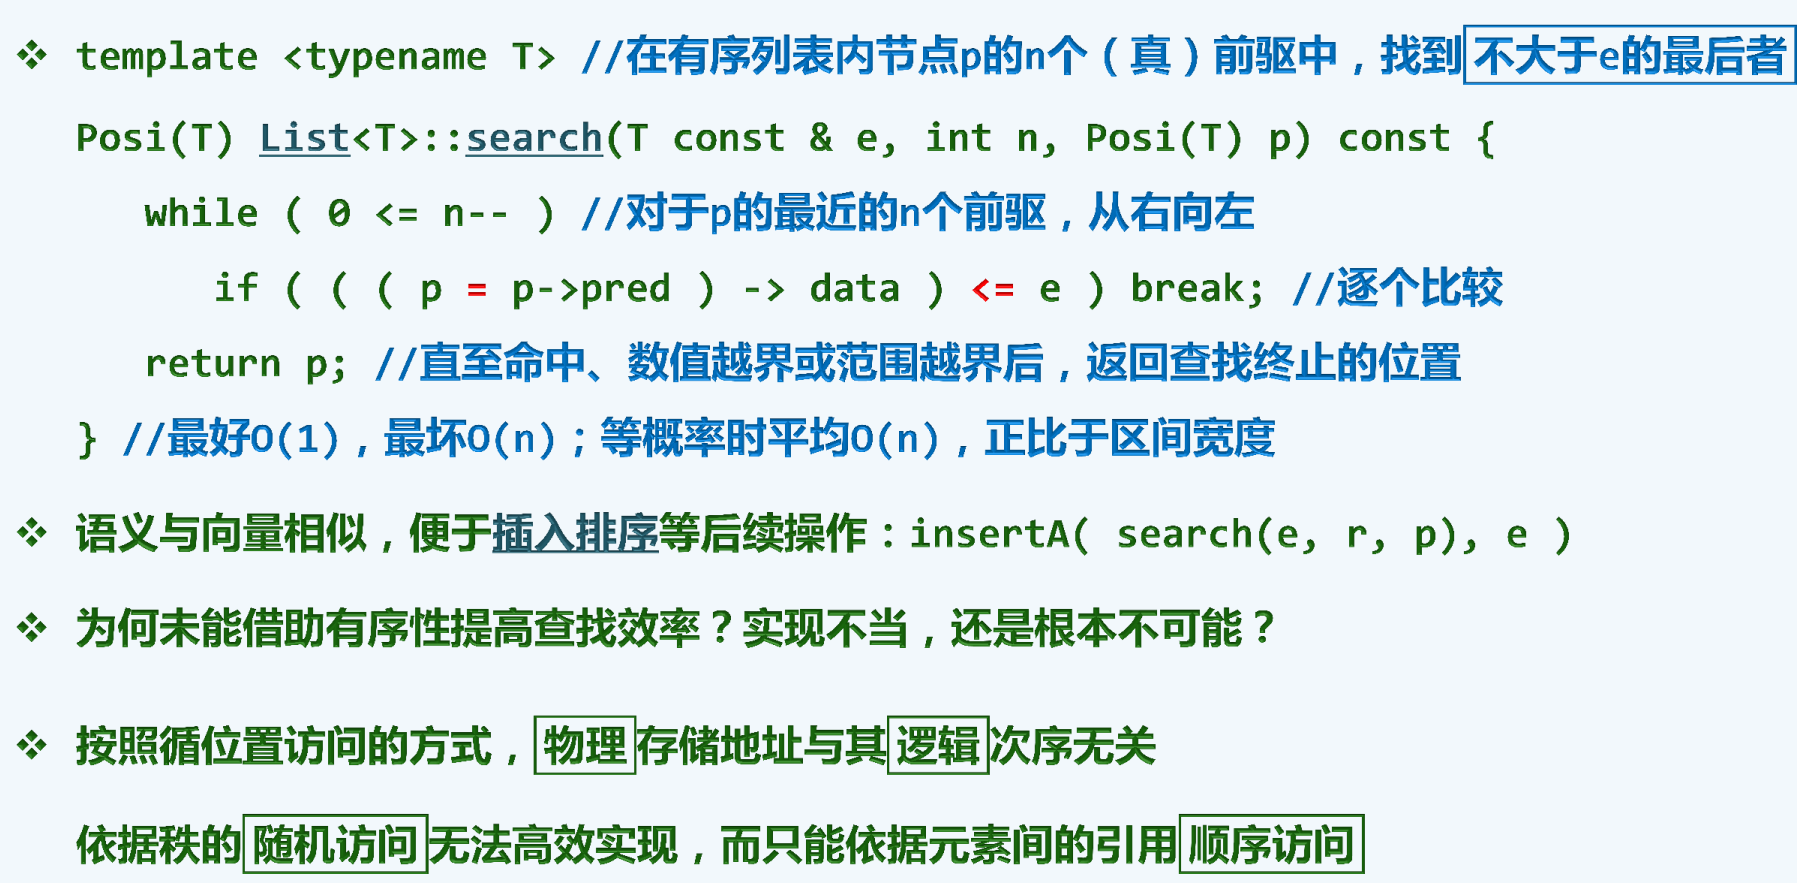 ❖ template <typename T> //在有序列表内节点p的n个（真）前驱中，找到不大于e的最后者
Posi(T) List<T>::search(T const & e, int n, Posi(T) p) const {
while ( 0 <= n-- ) //对于p的最近的n个前驱，从右向左
if ( ( ( p = p->pred ) -> data ) <= e ) break; //逐个比较
return p; //直至命中、数值越界或范围越界后，返回查找终止的位置
} //最好O(1)，最坏O(n)；等概率时平均O(n)，正比于区间宽度
❖ 语义与向量相似，便于插入排序等后续操作：insertA( search(e, r, p), e )
❖ 为何未能借助有序性提高查找效率？实现不当，还是根本不可能？
❖ 按照循位置访问的方式，物理存储地址与其逻辑次序无关
依据秩的随机访问无法高效实现，而只能依据元素间的引用顺序访问